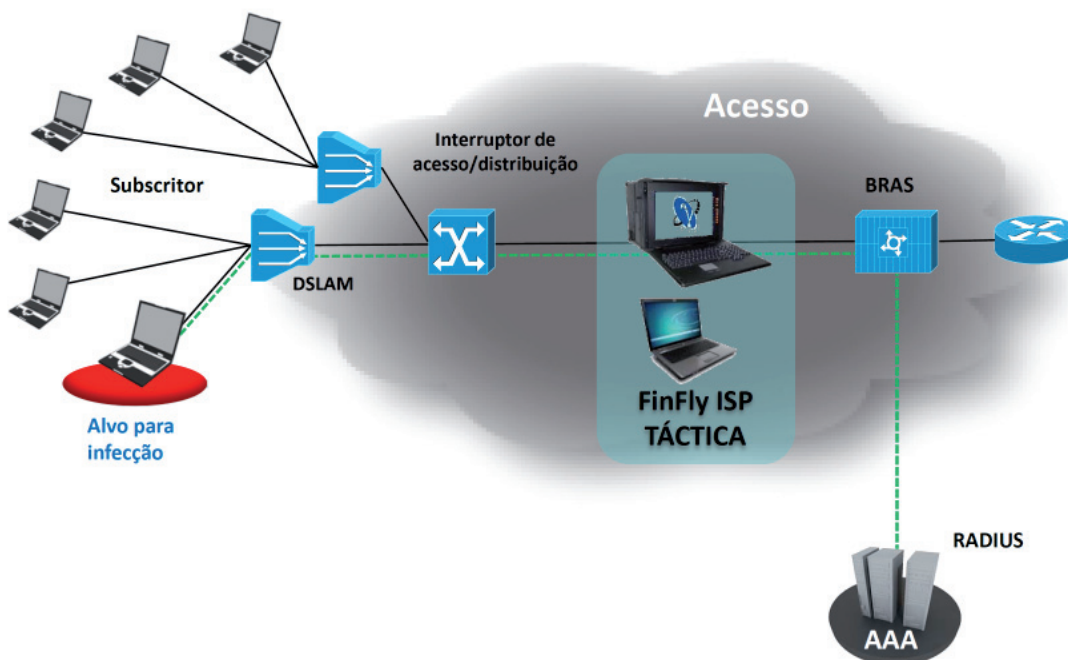 Acesso
Interruptor de
acesso/distribuição
Subscritor
BRAS
DSLAM
FinFly ISP
TÁCTICA
Alvo para
infecção
RADIUS
AAA